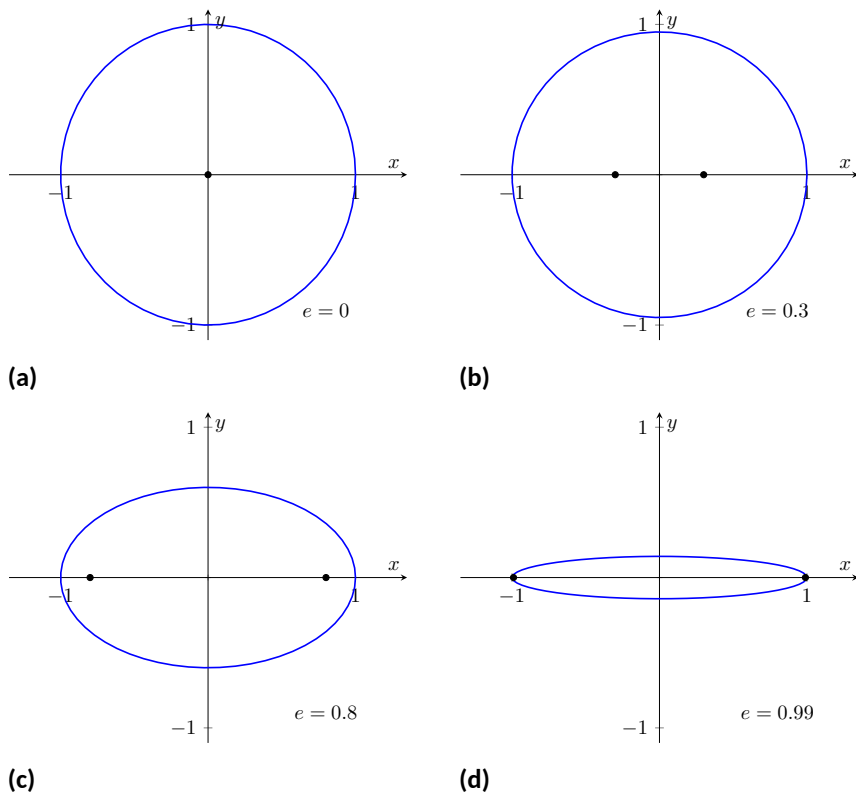 1 y
x
−1 1
−1
e = 0
(a)
1 y
x
−1 1
−1
e = 0.3
(b)
1 y
x
−1 1
−1
e = 0.8
(c)
1 y
x
−1 1
−1
e = 0.99
(d)